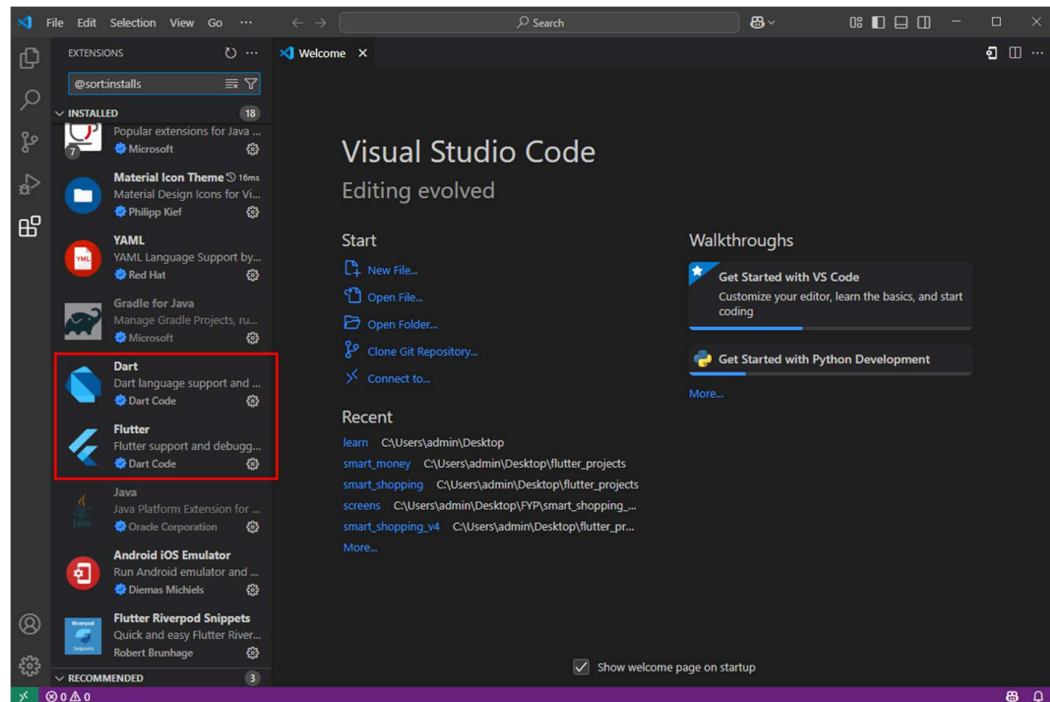 File Edit Selection View Go ...
Search
EXTENSIONS
Welcome
@sort:installs
INSTALLED 18
Popular extensions for Java ...
7 Microsoft
Material Icon Theme 16ms
Material Design Icons for Vi...
Philipp Kief
YAML
YAML Language Support by...
Red Hat
Gradle for Java
Manage Gradle Projects, ru...
Microsoft
Dart
Dart language support and ...
Dart Code
Flutter
Flutter support and debugg...
Dart Code
Java
Java Platform Extension for ...
Oracle Corporation
Android iOS Emulator
Run Android emulator and ...
Diemas Michiels
Flutter Riverpod Snippets
Quick and easy Flutter River...
Robert Brunhage
RECOMMENDED 3
0 0
Visual Studio Code
Editing evolved
Start
New File...
Open File...
Open Folder...
Clone Git Repository...
Connect to...
Recent
learn C:\Users\admin\Desktop
smart_money C:\Users\admin\Desktop\flutter_projects
smart_shopping C:\Users\admin\Desktop\flutter_projects
screens C:\Users\admin\Desktop\FYP\smart_shopping_...
smart_shopping_v4 C:\Users\admin\Desktop\flutter_pr...
More...
Walkthroughs
Get Started with VS Code
Customize your editor, learn the basics, and start
coding
Get Started with Python Development
More...
Show welcome page on startup